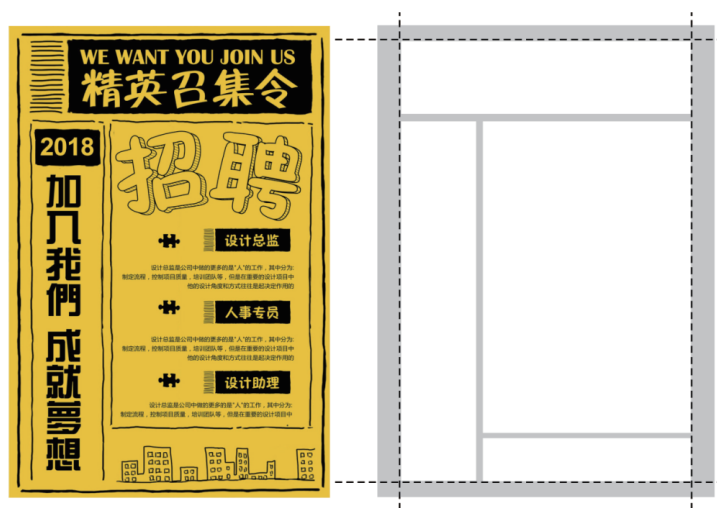 WE WANT YOU JOIN US
精英召集令
2018
加入我們 成就夢想
招聘
设计总监
设计总监是公司中做的更多的是"人"的工作，其中分为:
制定流程，控制项目质量，培训团队等，但是在重要的设计项目中
他的设计角度和方式往往是起决定作用的
人事专员
设计总监是公司中做的更多的是"人"的工作，其中分为:
制定流程，控制项目质量，培训团队等，但是在重要的设计项目中
他的设计角度和方式往往是起决定作用的
设计助理
设计总监是公司中做的更多的是"人"的工作，其中分为:
制定流程，控制项目质量，培训团队等，但是在重要的设计项目中